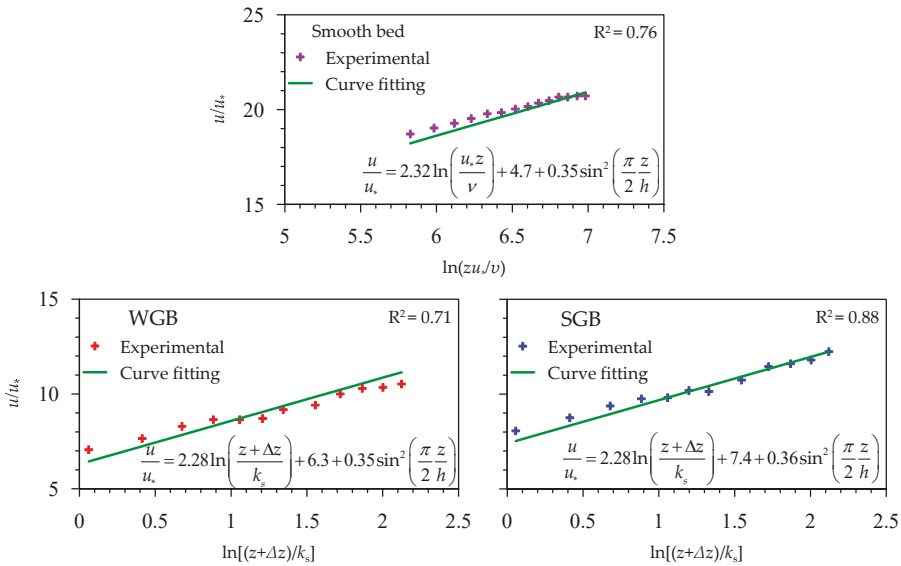 25
20
15
u/u*
Smooth bed
R² = 0.76
Experimental
Curve fitting
u/u* = 2.32 ln(u*z/ν) + 4.7 + 0.35 sin²(π/2 z/h)
5 5.5 6 6.5 7 7.5
ln(zu*/υ)
15
10
5
u/u*
WGB
R² = 0.71
Experimental
Curve fitting
u/u* = 2.28 ln((z + Δz)/kₛ) + 6.3 + 0.35 sin²(π/2 z/h)
0 0.5 1 1.5 2 2.5
ln[(z+Δz)/kₛ]
15
10
5
SGB
R² = 0.88
Experimental
Curve fitting
u/u* = 2.28 ln((z + Δz)/kₛ) + 7.4 + 0.36 sin²(π/2 z/h)
0 0.5 1 1.5 2 2.5
ln[(z+Δz)/kₛ]